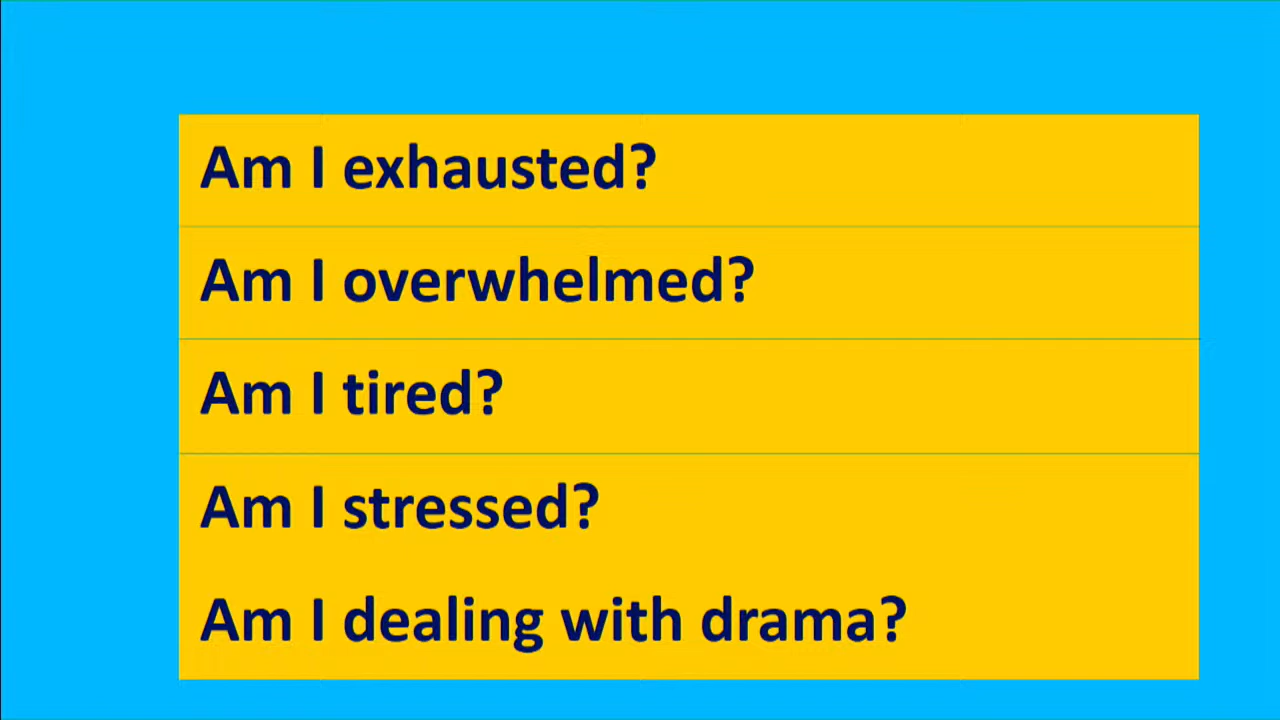 Am I exhausted?
Am I overwhelmed?
Am I tired?
Am I stressed?
Am I dealing with drama?